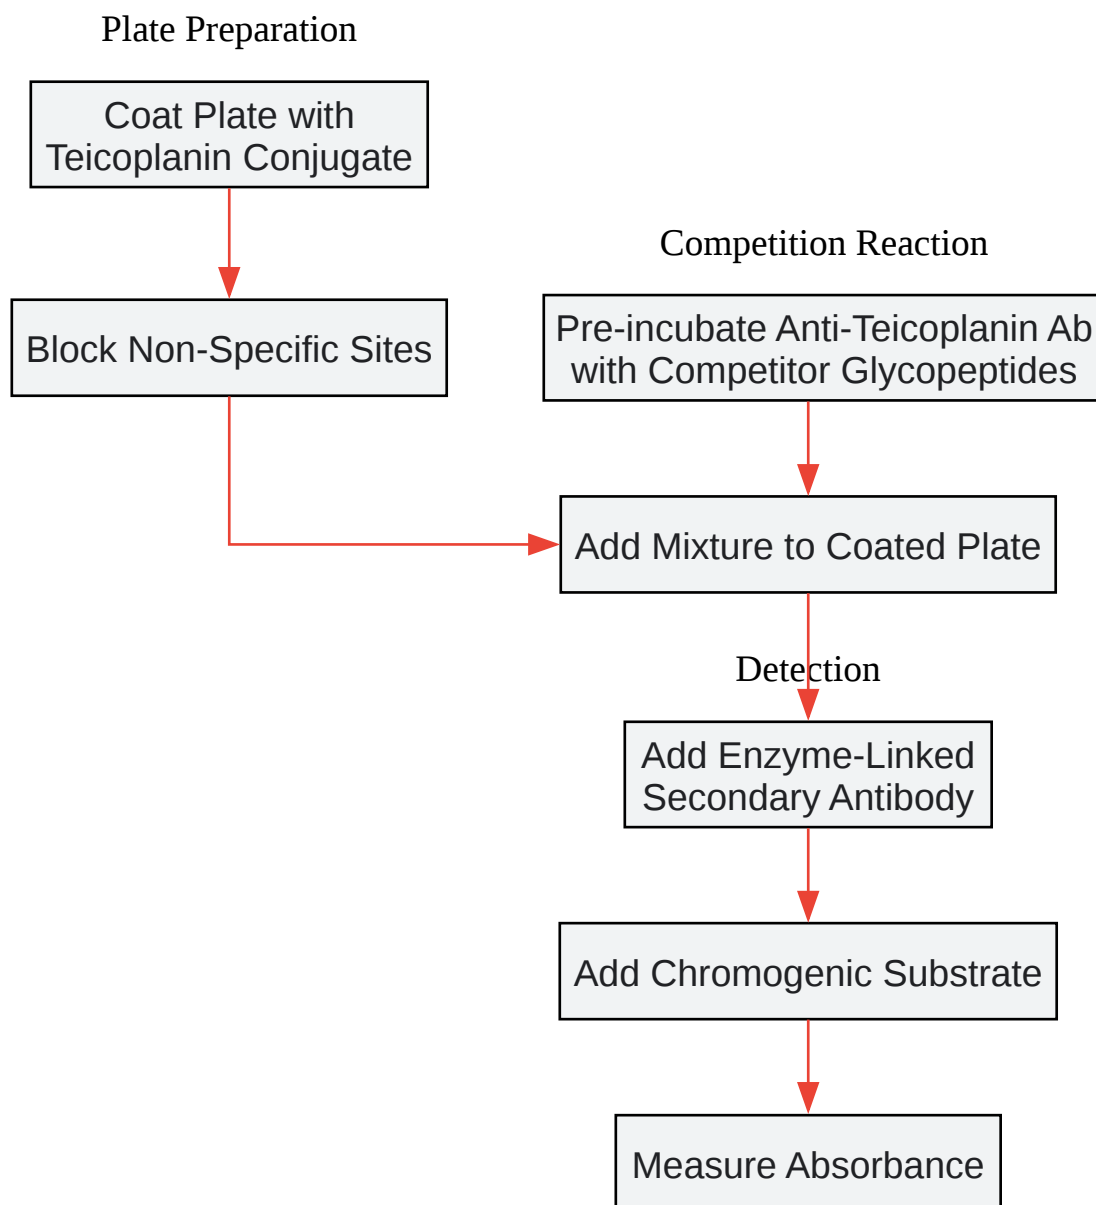 Plate Preparation
Coat Plate with
Teicoplanin Conjugate
Block Non-Specific Sites
Competition Reaction
Pre-incubate Anti-Teicoplanin Ab
with Competitor Glycopeptides
Add Mixture to Coated Plate
Detection
Add Enzyme-Linked
Secondary Antibody
Add Chromogenic Substrate
Measure Absorbance